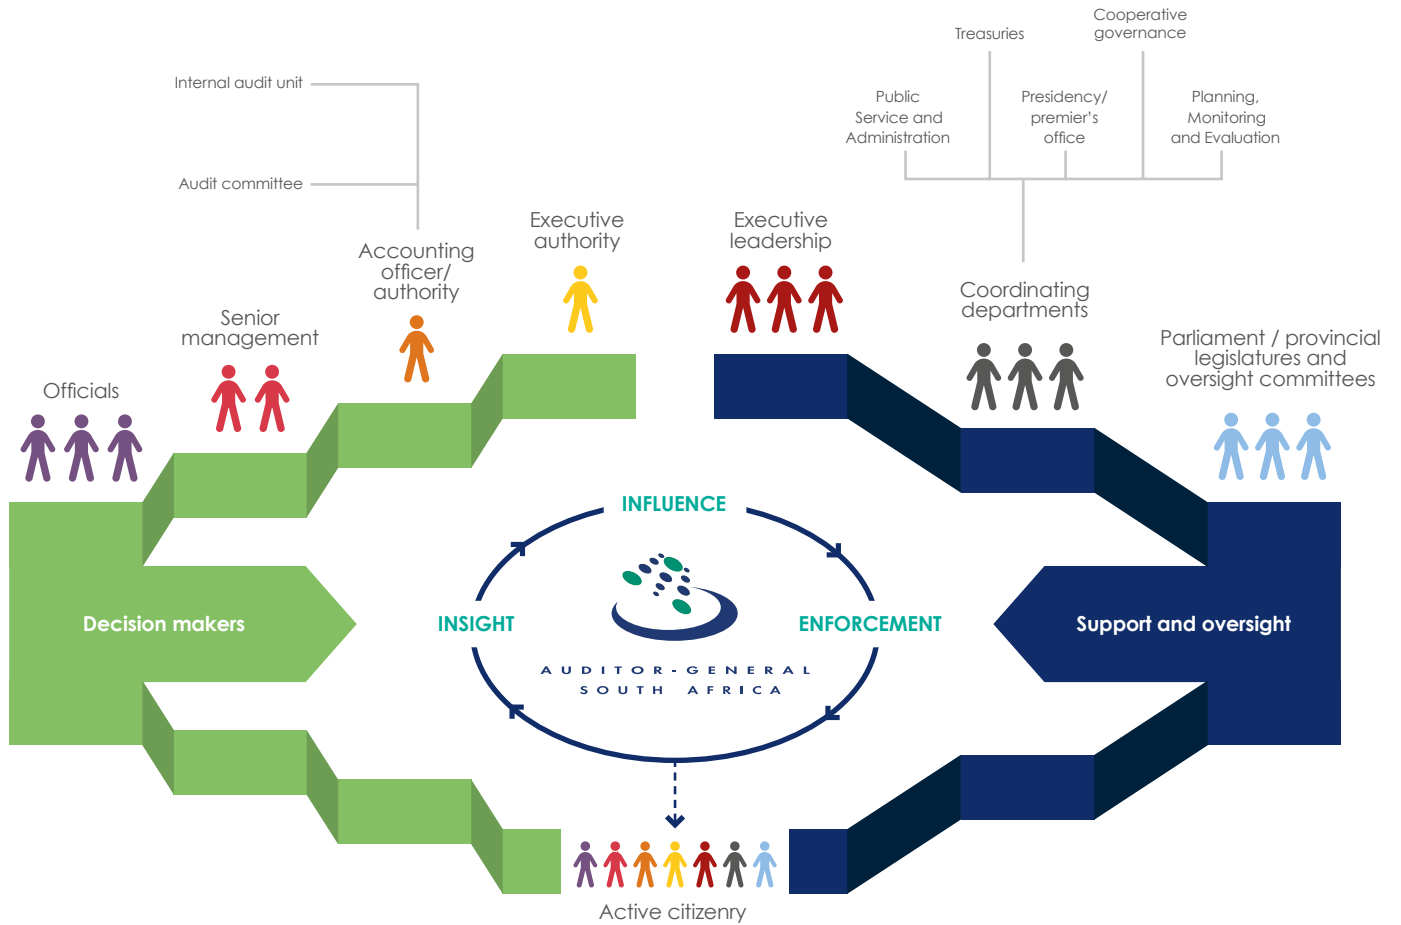 Cooperative
governance
Treasuries
Internal audit unit
Public
Service and
Administration
Presidency/
premier's
office
Planning,
Monitoring
and Evaluation
Audit committee
Executive
authority
Executive
leadership
Accounting
officer/
authority
Coordinating
departments
Senior
management
Parliament / provincial
legislatures and
oversight committees
Officials
INFLUENCE
Decision makers
INSIGHT
ENFORCEMENT
Support and oversight
AUDITOR-GENERAL
SOUTH AFRICA
Active citizenry